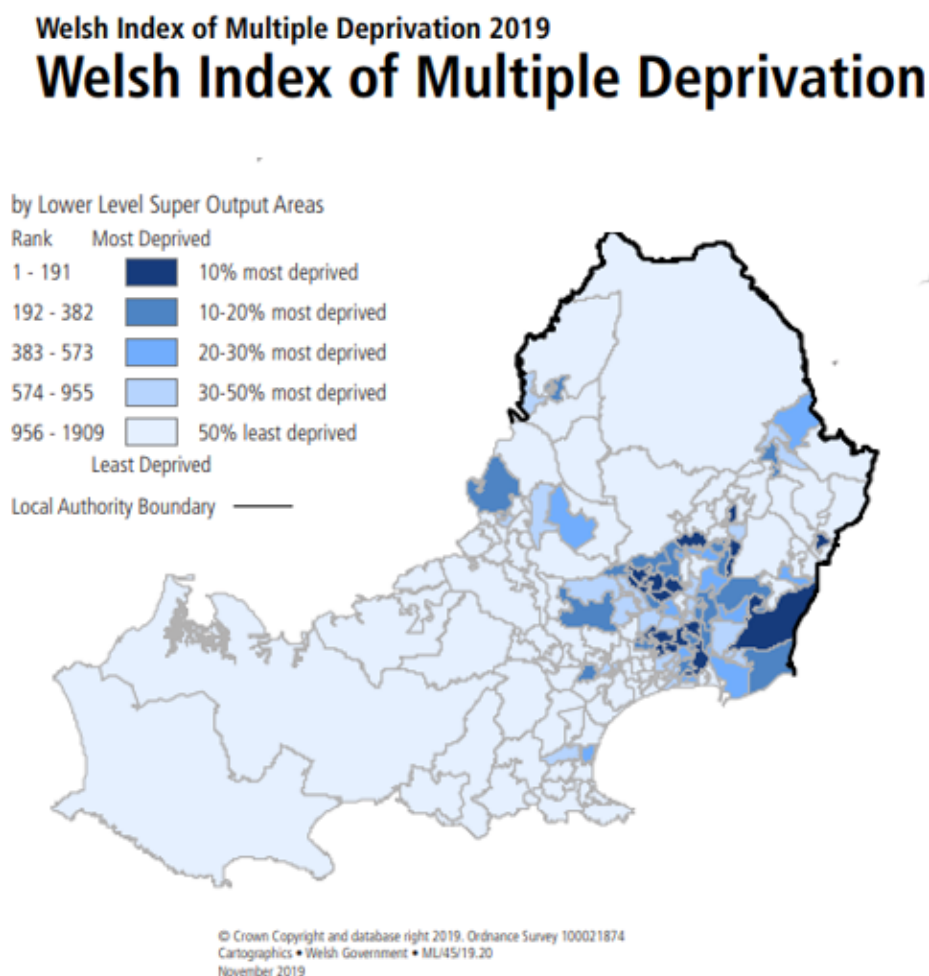 Welsh Index of Multiple Deprivation 2019
Welsh Index of Multiple Deprivation
by Lower Level Super Output Areas
Rank Most Deprived
1 - 191 10% most deprived
192 - 382 10-20% most deprived
383 - 573 20-30% most deprived
574 - 955 30-50% most deprived
956 - 1909 50% least deprived
Least Deprived
Local Authority Boundary
© Crown Copyright and database right 2019. Ordnance Survey 100021874
Cartographics • Welsh Government • ML/45/19.20
November 2019